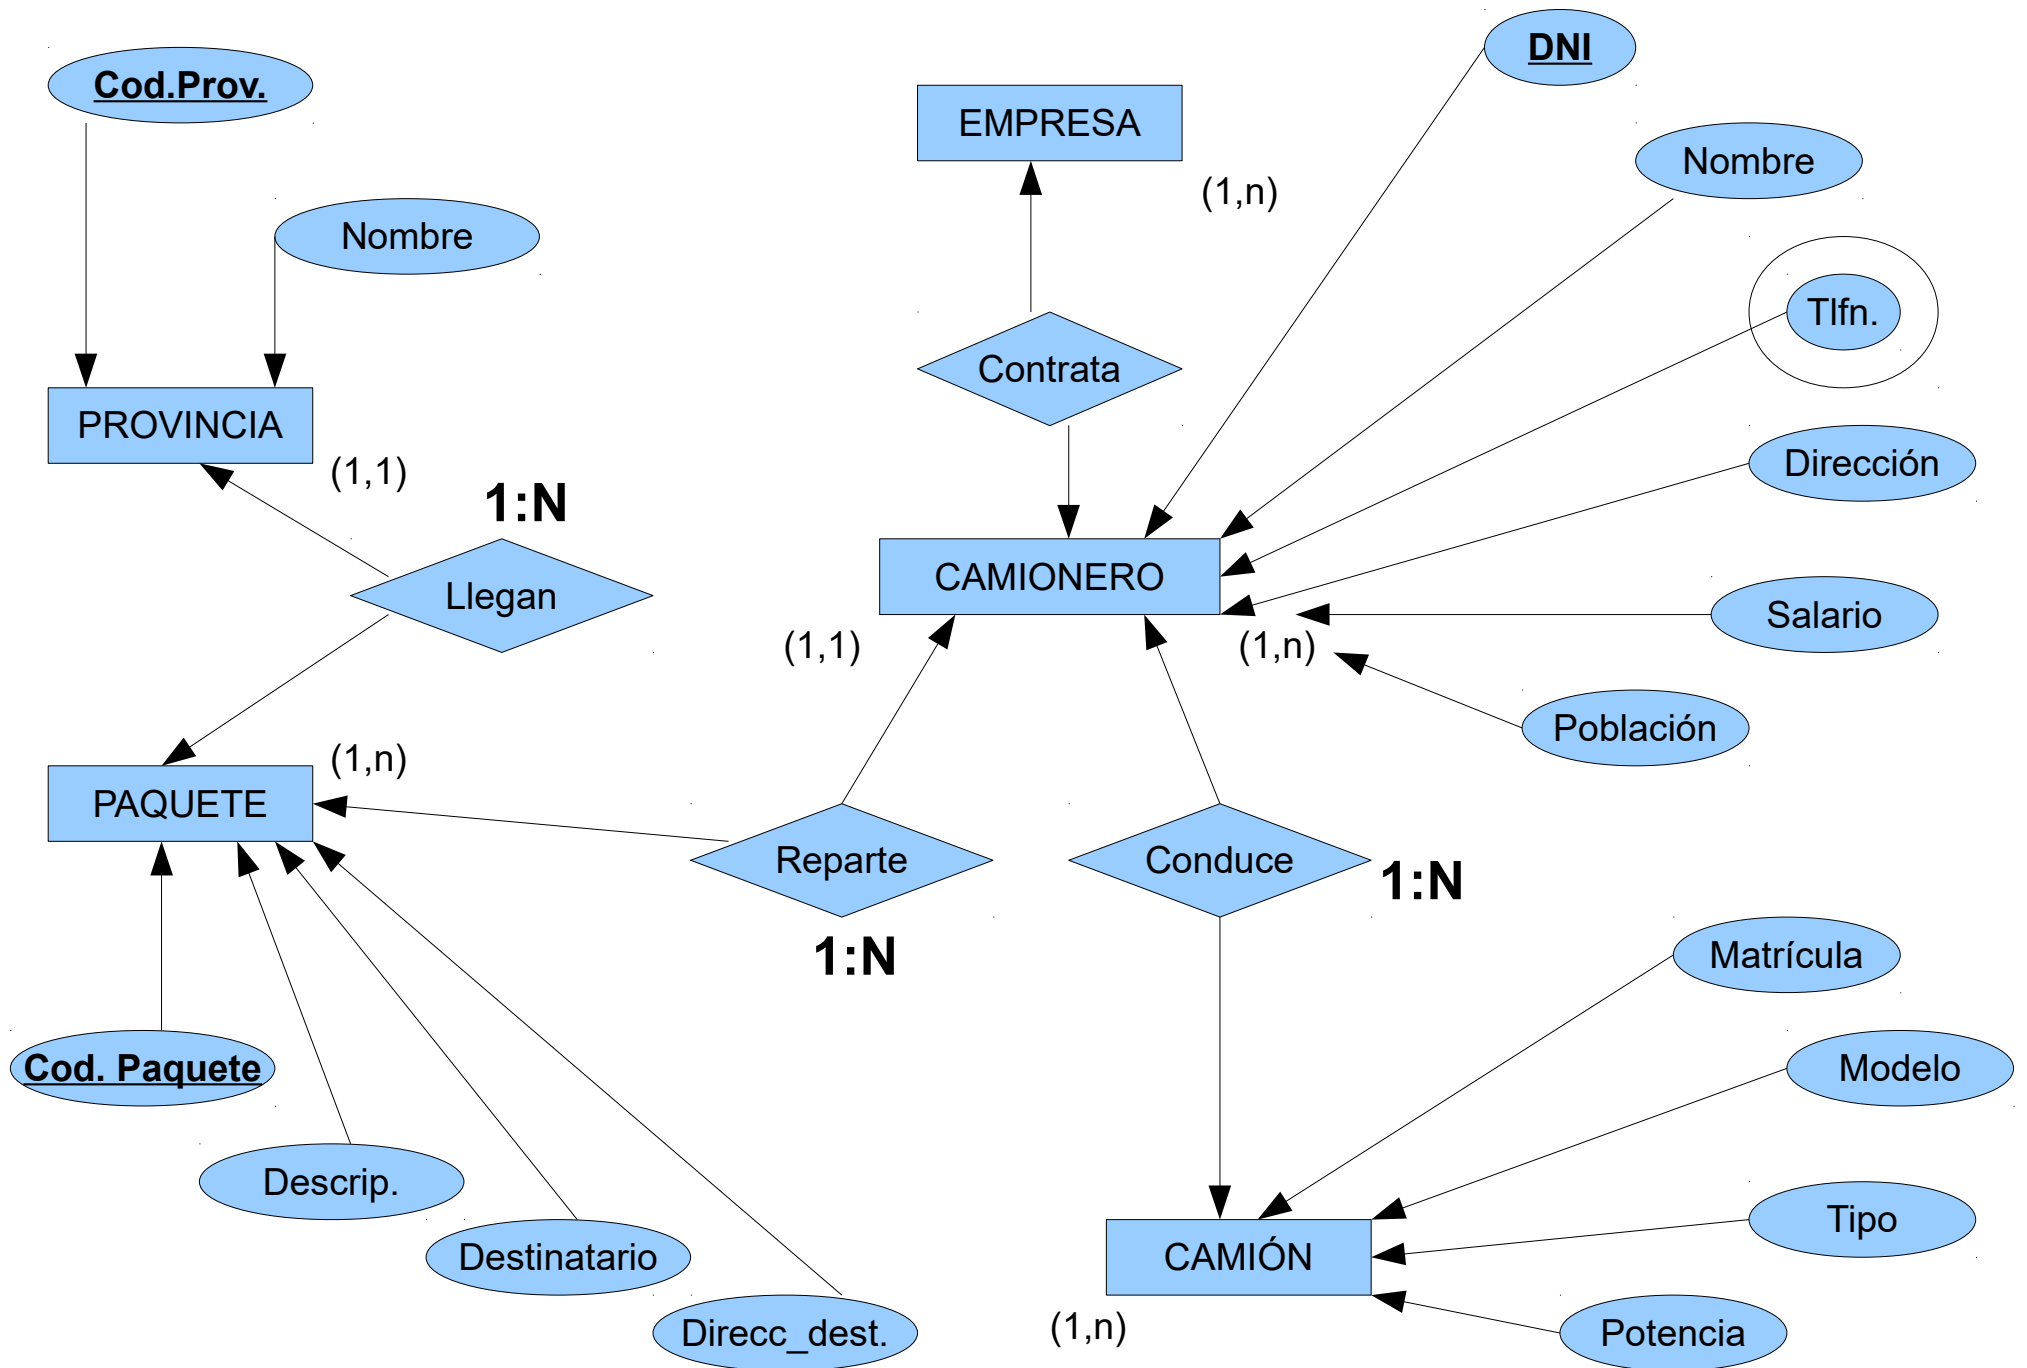 DNI
Cod.Prov.
EMPRESA
Nombre
(1,n)
Nombre
Tlfn.
Contrata
PROVINCIA
(1,1)
Dirección
1:N
CAMIONERO
Llegan
Salario
(1,1)
(1,n)
Población
(1,n)
PAQUETE
Reparte
Conduce
1:N
1:N
Matrícula
Cod. Paquete
Modelo
Descrip.
Tipo
Destinatario
CAMIÓN
(1,n)
Direcc_dest.
Potencia